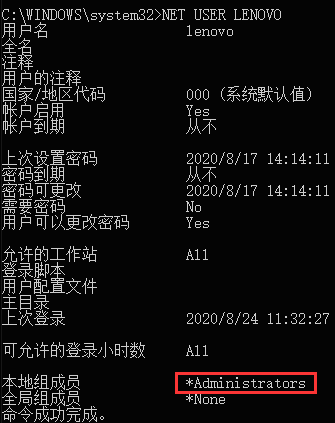 C:\WINDOWS\system32>NET USER LENOVO
用户名 lenovo
全名
注释
用户的注释
国家/地区代码 000 (系统默认值)
帐户启用 Yes
帐户到期 从不
上次设置密码 2020/8/17 14:14:11
密码到期 从不
密码可更改 2020/8/17 14:14:11
需要密码 No
用户可以更改密码 Yes
允许的工作站 All
登录脚本
用户配置文件
主目录
上次登录 2020/8/24 11:32:27
可允许的登录小时数 All
本地组成员 *Administrators
全局组成员 *None
命令成功完成。